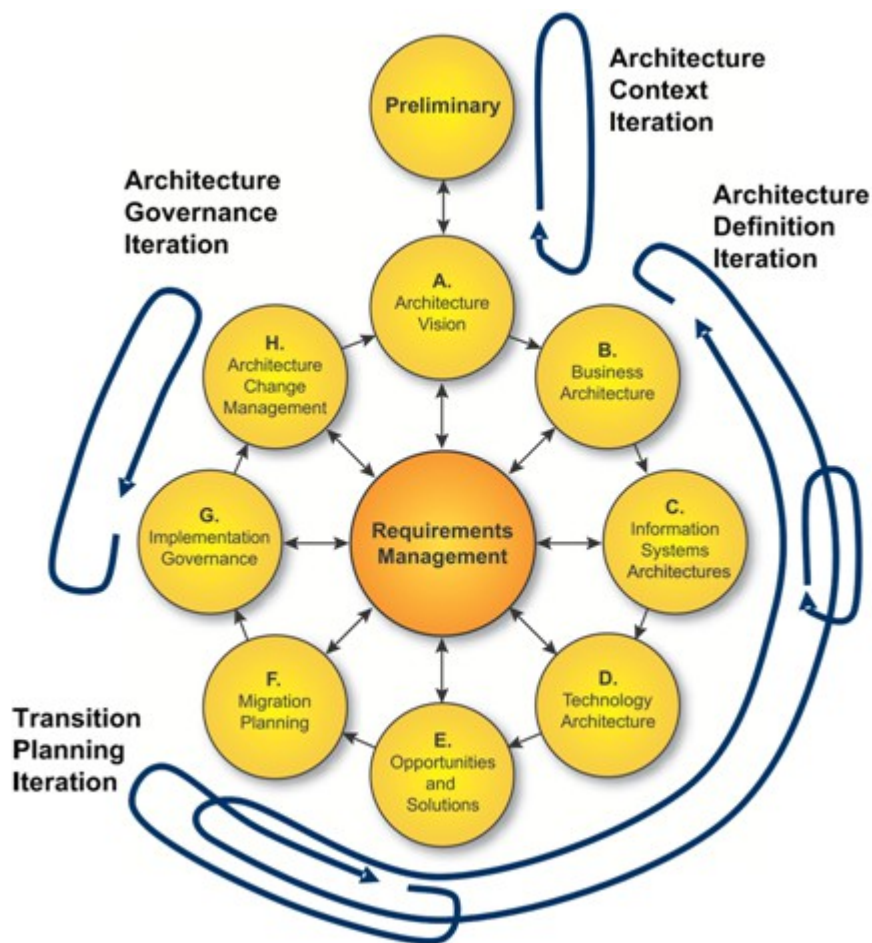 Preliminary
Architecture
Context
Iteration
Architecture
Governance
Iteration
Architecture
Definition
Iteration
A.
Architecture
Vision
H.
Architecture
Change
Management
B.
Business
Architecture
G.
Implementation
Governance
Requirements
Management
C.
Information
Systems
Architectures
F.
Migration
Planning
D.
Technology
Architecture
E.
Opportunities
and
Solutions
Transition
Planning
Iteration